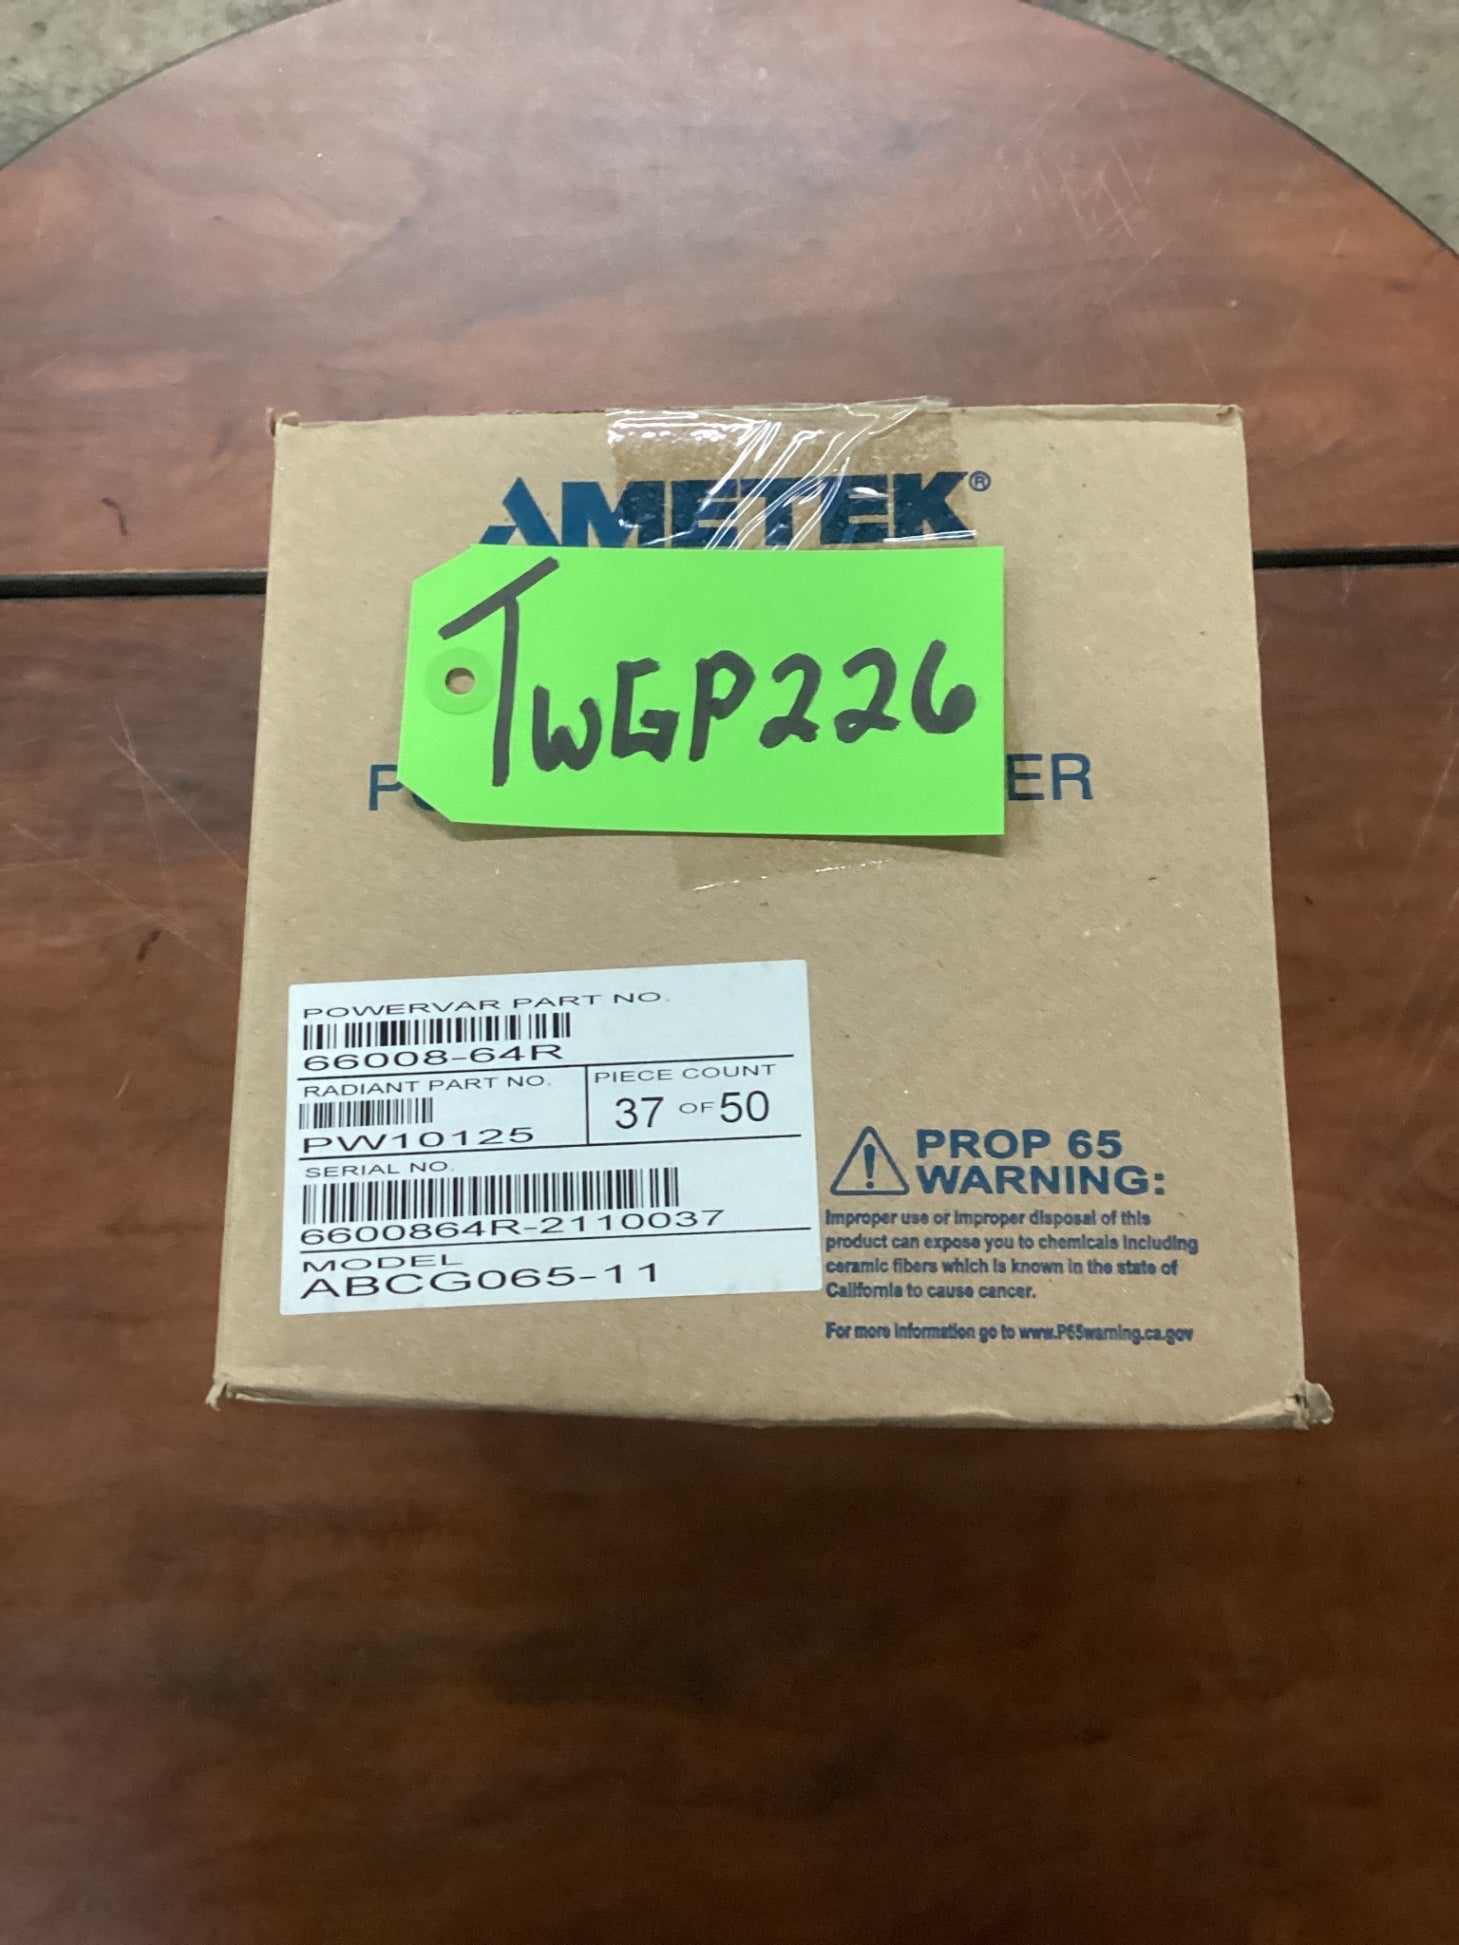 AMETEK®
TWGP226
ER
POWERVAR PART NO.
66008-64R
RADIANT PART NO.
PW10125
PIECE COUNT
37 OF 50
SERIAL NO.
6600864R-2110037
MODEL
ABCG065-11
PROP 65
WARNING:
Improper use or improper disposal of this
product can expose you to chemicals including
ceramic fibers which is known in the state of
California to cause cancer.
For more information go to www.P65warning.ca.gov